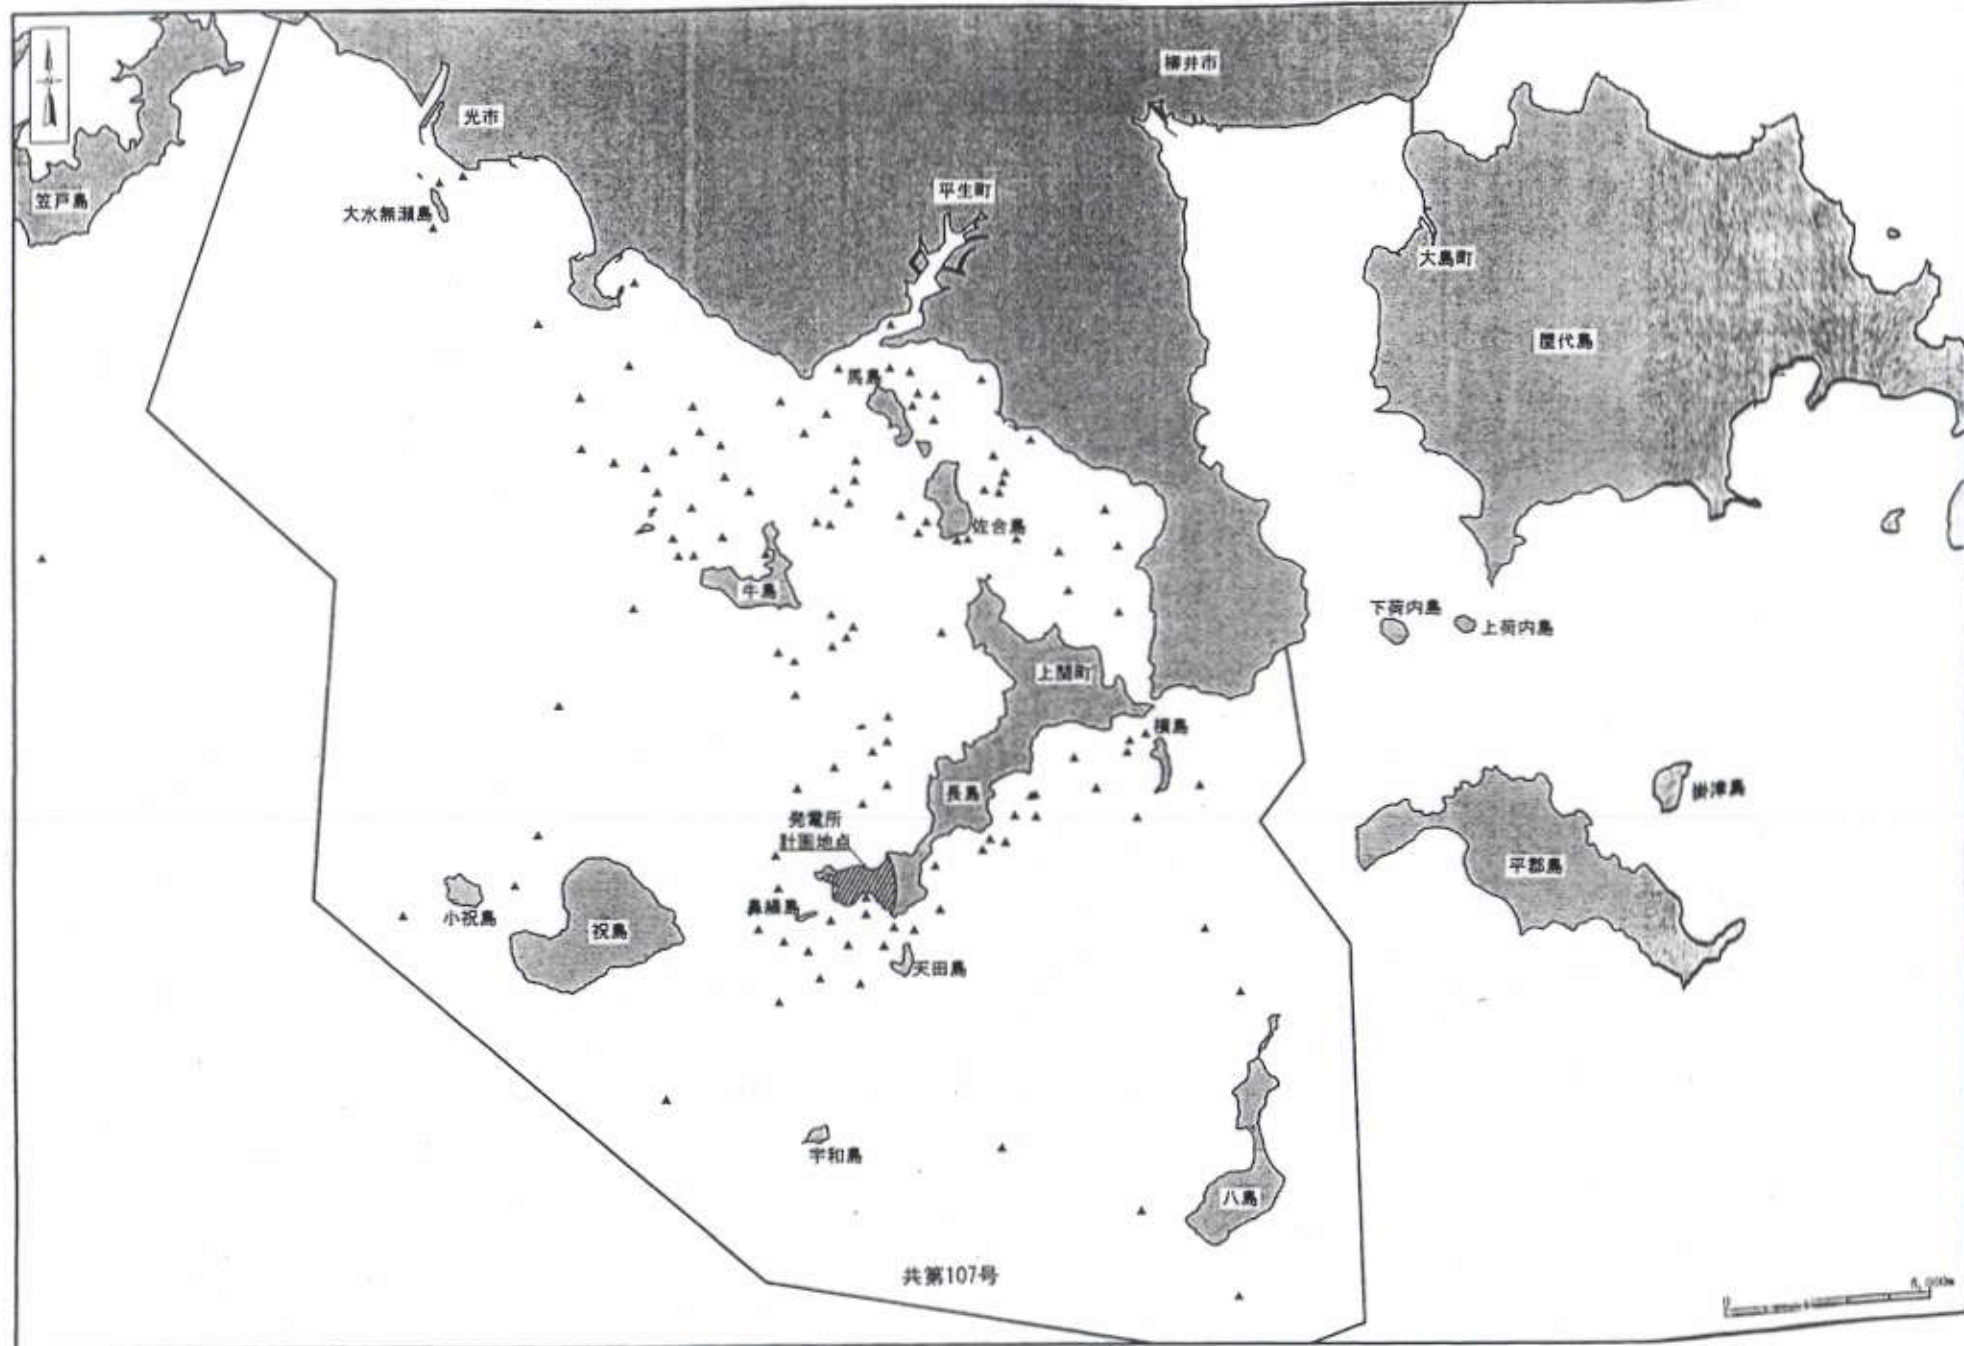 柳井市
光市
笠戸島
大水無瀬島
平生町
大島町
屋代島
馬島
佐合島
牛島
下荷内島
上荷内島
上関町
横島
長島
掛津島
発電所
計画地点
平郡島
小祝島
祝島
鼻繰島
天田島
宇和島
八島
共第107号
0